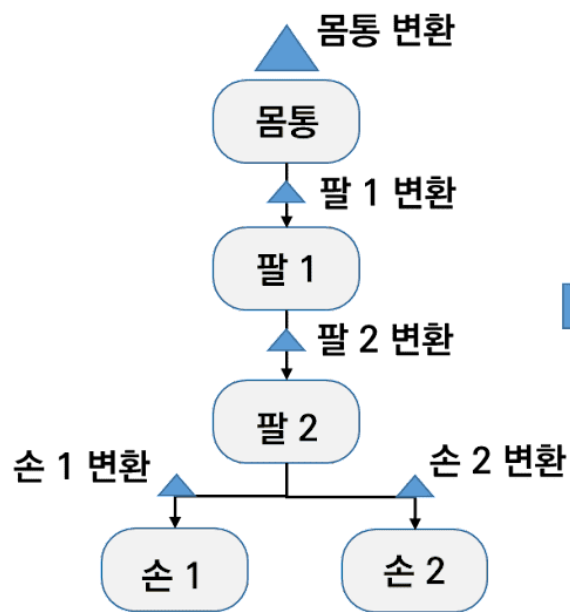 몸통 변환
몸통
팔 1 변환
팔 1
팔 2 변환
팔 2
손 1 변환
손 2 변환
손 1
손 2